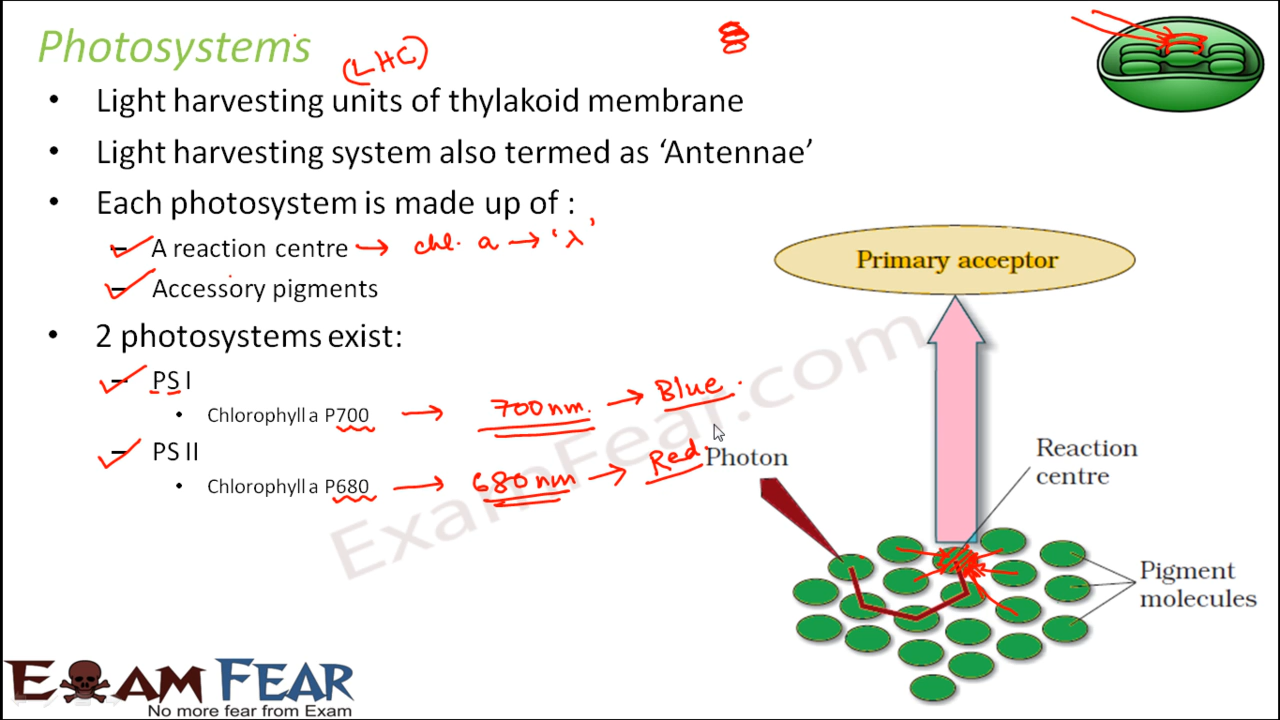 Photosystems
(LHC)
• Light harvesting units of thylakoid membrane
• Light harvesting system also termed as ‘Antennae’
• Each photosystem is made up of :
– A reaction centre → chl. a → ‘λ’
– Accessory pigments
• 2 photosystems exist:
– PS I
• Chlorophyll a P700 → 700nm. → Blue.
– PS II
• Chlorophyll a P680 → 680nm → Red.
Primary acceptor
Photon
Reaction
centre
Pigment
molecules
ExamFear.com
EXAM FEAR
No more fear from Exam